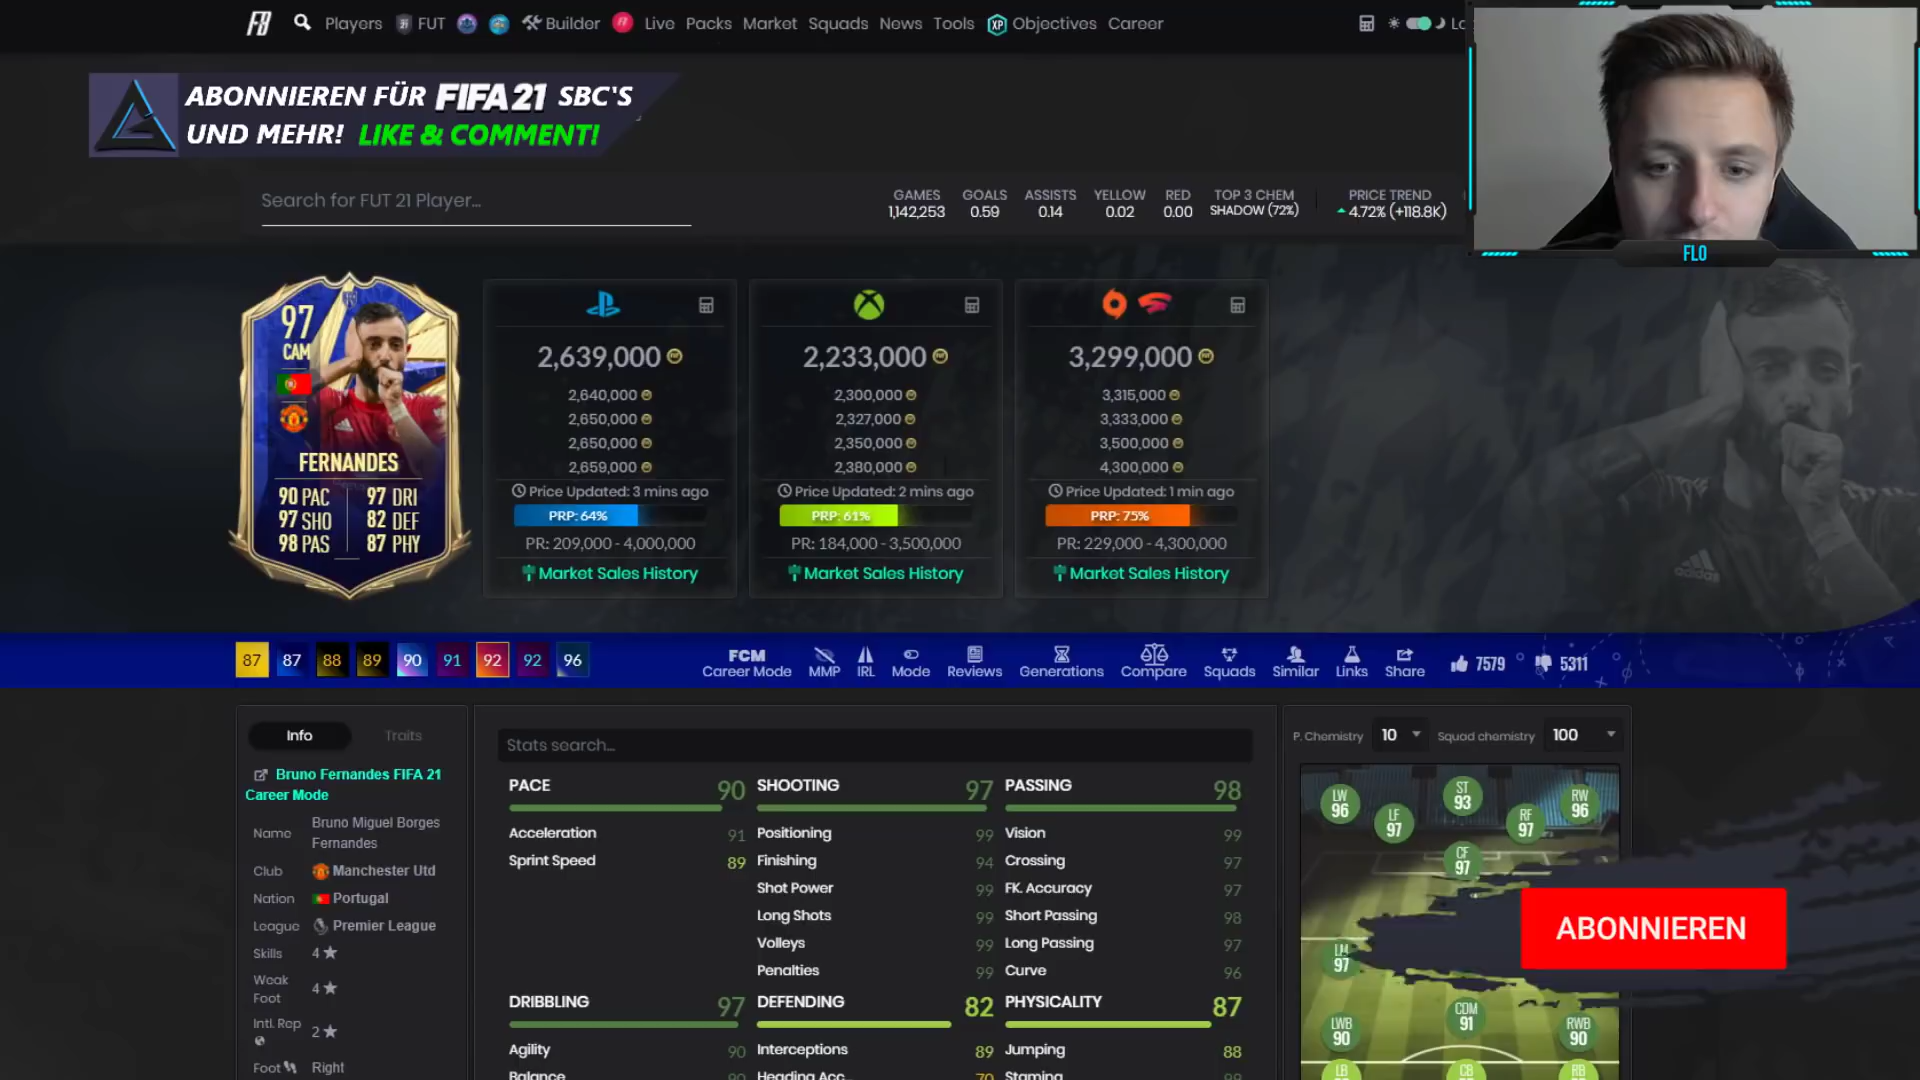 Players FUT Builder Live Packs Market Squads News Tools XP Objectives Career
ABONNIEREN FÜR FIFA 21 SBC'S
UND MEHR! LIKE & COMMENT!
Search for FUT 21 Player...
GAMES GOALS ASSISTS YELLOW RED TOP 3 CHEM PRICE TREND
1,142,253 0.59 0.14 0.02 0.00 SHADOW (72%) 4.72% (+118.8K)
FLO
97
CAM
FERNANDES
90 PAC 97 DRI
97 SHO 82 DEF
98 PAS 87 PHY
2,639,000
2,640,000
2,650,000
2,650,000
2,659,000
Price Updated: 3 mins ago
PRP: 64%
PR: 209,000 - 4,000,000
Market Sales History
2,233,000
2,300,000
2,327,000
2,350,000
2,380,000
Price Updated: 2 mins ago
PRP: 61%
PR: 184,000 - 3,500,000
Market Sales History
3,299,000
3,315,000
3,333,000
3,500,000
4,300,000
Price Updated: 1 min ago
PRP: 75%
PR: 229,000 - 4,300,000
Market Sales History
adidas
87 87 88 89 90 91 92 92 96
FCM
Career Mode MMP IRL Mode Reviews Generations Compare Squads Similar Links Share 7579 5311
Info Traits
Bruno Fernandes FIFA 21
Career Mode
Name Bruno Miguel Borges
Fernandes
Club Manchester Utd
Nation Portugal
League Premier League
Skills 4
Weak
Foot 4
Intl. Rep 2
Foot Right
Stats search...
PACE 90
Acceleration 91
Sprint Speed 89
SHOOTING 97
Positioning 99
Finishing 94
Shot Power 99
Long Shots 99
Volleys 99
Penalties 99
PASSING 98
Vision 99
Crossing 97
FK. Accuracy 97
Short Passing 98
Long Passing 97
Curve 96
DRIBBLING 97
Agility 90
Balance
DEFENDING 82
Interceptions 89
Heading Acc. 70
PHYSICALITY 87
Jumping 88
Stamina
P. Chemistry 10 Squad chemistry 100
LW
96
LF
97
ST
93
RF
97
RW
96
CF
97
LM
97
ABONNIEREN
LWB
90
CDM
91
RWB
90
LB
CB
RB